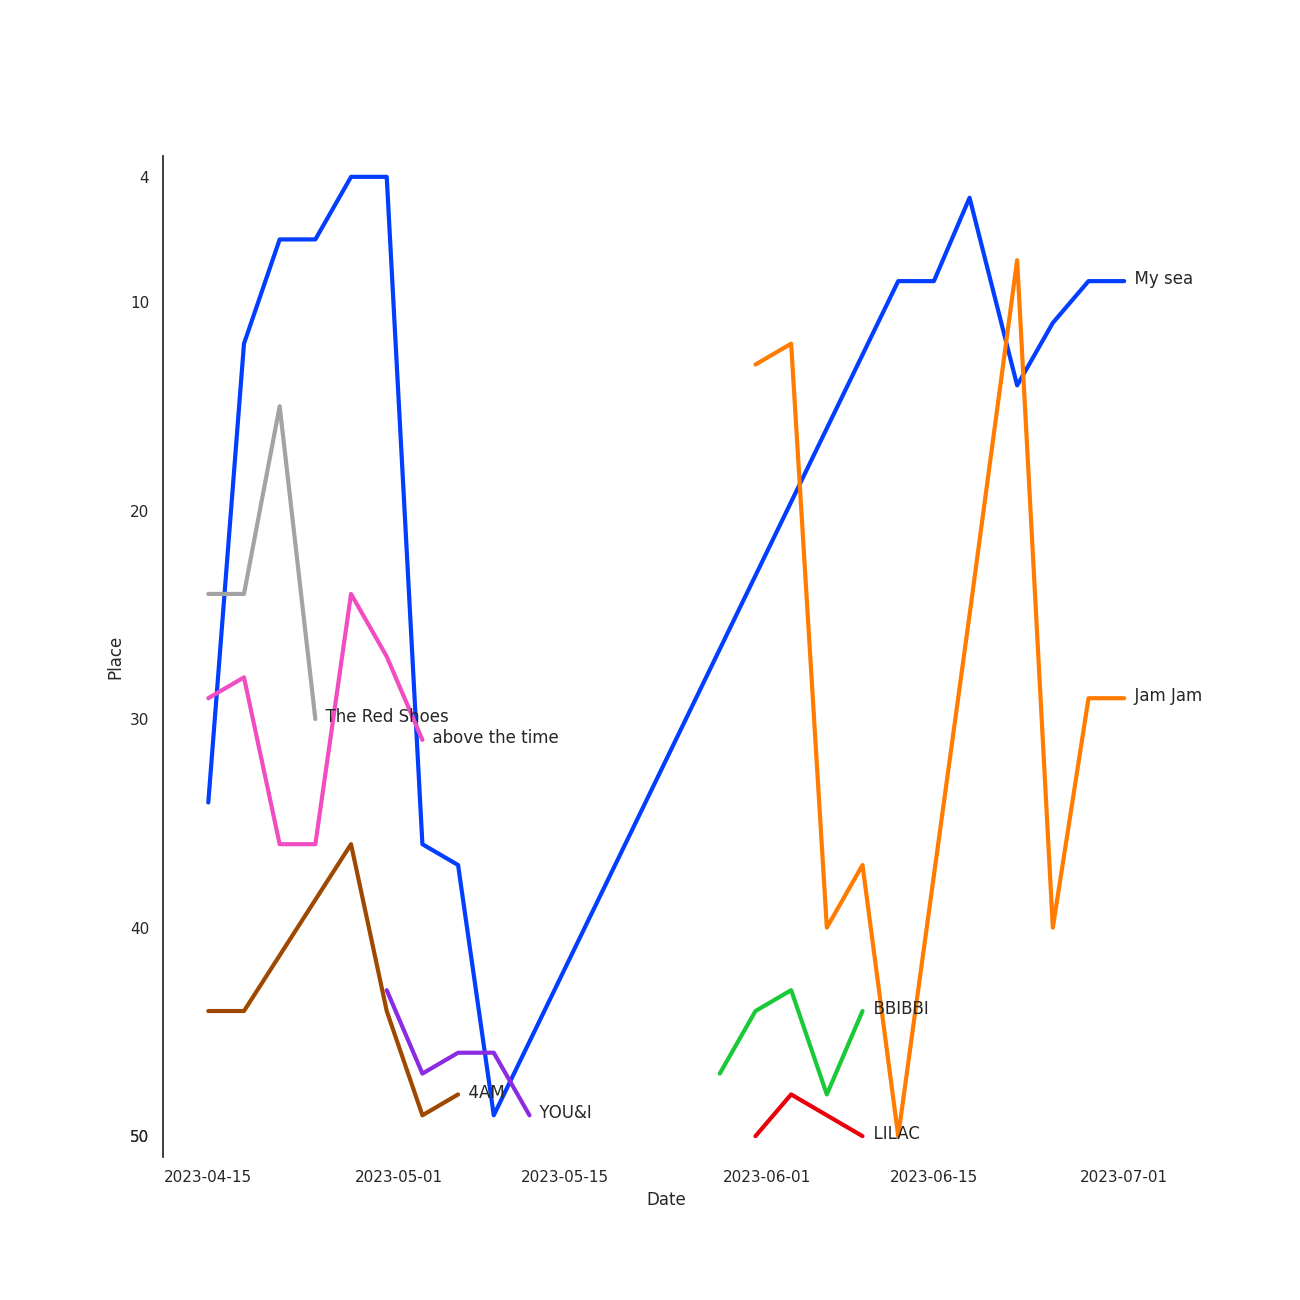 4
10
My sea
20
Place
Jam Jam
30
The Red Shoes
above the time
40
BBIBBI
4AM
YOU&I
50
LILAC
2023-04-15
2023-05-01
2023-05-15
2023-06-01
2023-06-15
2023-07-01
Date